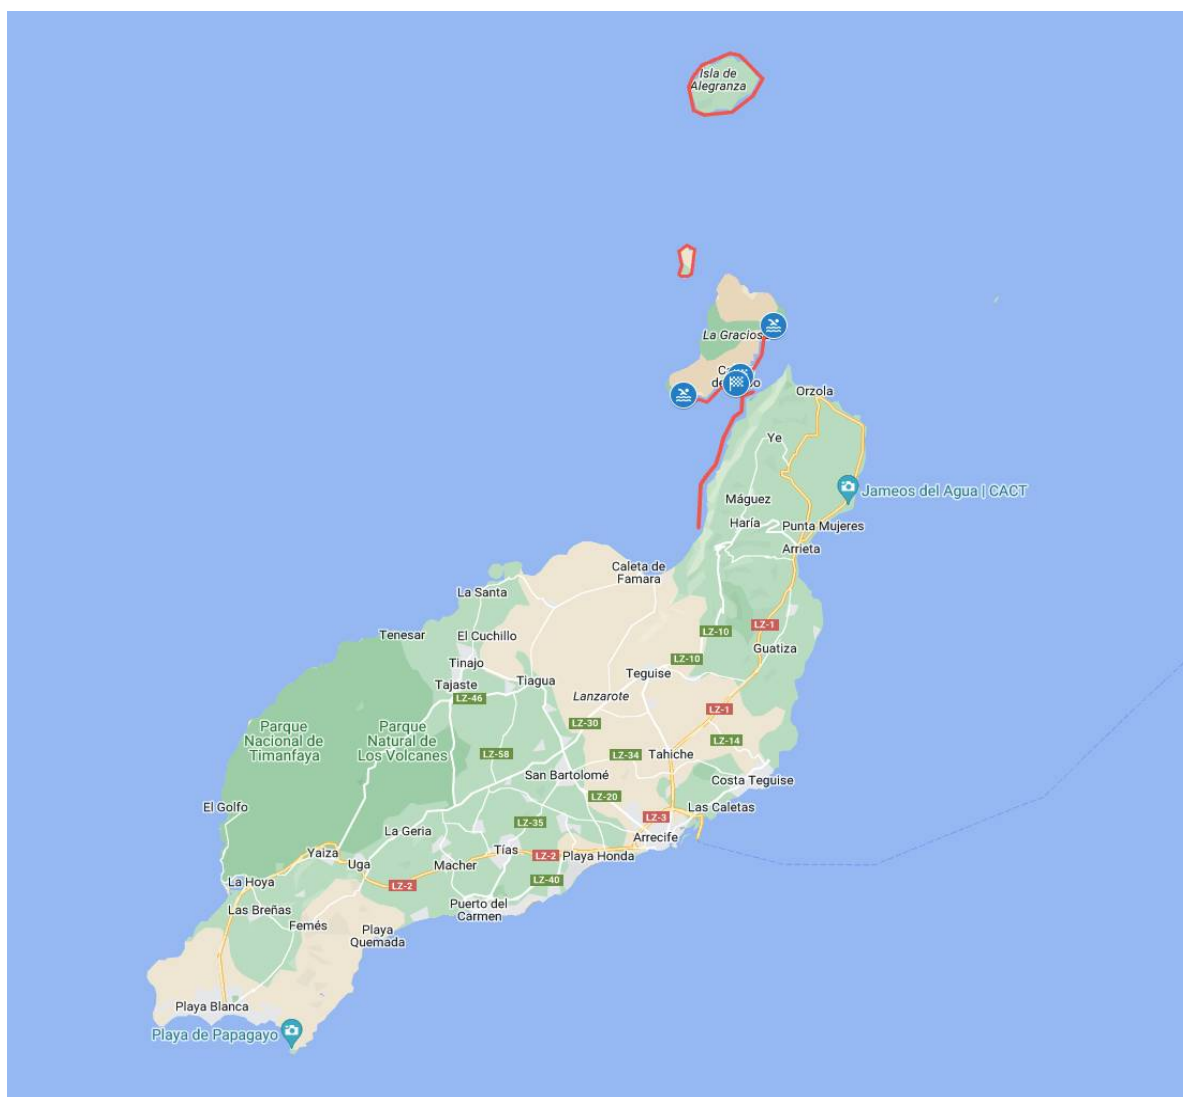 Isla de
Alegranza
La Gracios
Orzola
Ye
Máguez
Jameos del Agua | CACT
Haría
Punta Mujeres
Arrieta
Caleta de
Famara
La Santa
Tenesar
El Cuchillo
LZ-10
LZ-1
Guatiza
Tinajo
LZ-10
Teguise
Tajaste
Tiagua
LZ-46
Lanzarote
LZ-1
LZ-30
Parque
Nacional de
Timanfaya
Parque
Natural de
Los Volcanes
LZ-58
LZ-34
Tahiche
LZ-14
San Bartolomé
Costa Teguise
LZ-20
El Golfo
Las Caletas
LZ-35
LZ-3
La Geria
Arrecife
Yaiza
Uga
Macher
Tías
LZ-2
Playa Honda
La Hoya
LZ-2
LZ-40
Las Breñas
Puerto del
Carmen
Femés
Playa
Quemada
Playa Blanca
Playa de Papagayo